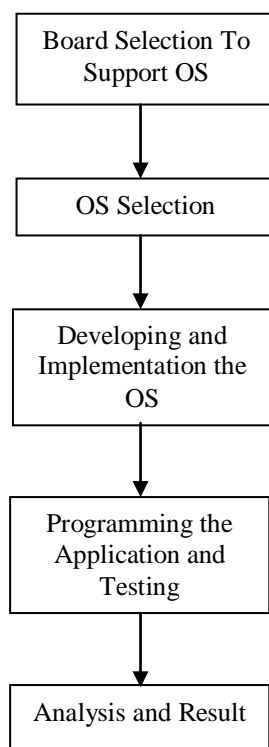 Board Selection To
Support OS
OS Selection
Developing and
Implementation the
OS
Programming the
Application and
Testing
Analysis and Result